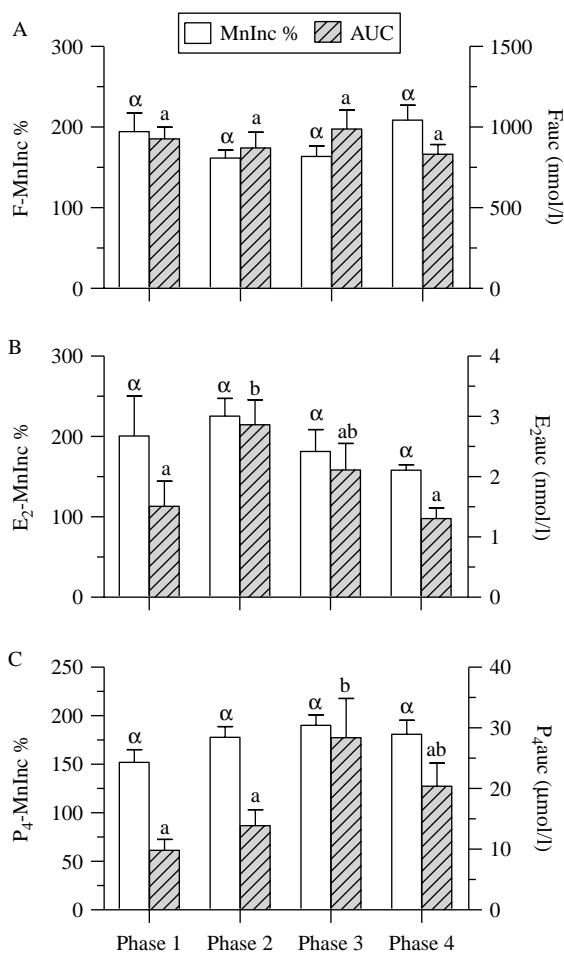 A
MnInc % AUC
300
200
100
0
F-MnInc %
1500
1000
500
0
Fauc (nmol/l)
α a α a α a α a
B
300
200
100
0
E₂-MnInc %
4
3
2
1
0
E₂auc (nmol/l)
α a α b α ab α a
C
250
200
150
100
50
0
P₄-MnInc %
40
30
20
10
0
P₄auc (μmol/l)
α a α a α b α ab
Phase 1 Phase 2 Phase 3 Phase 4